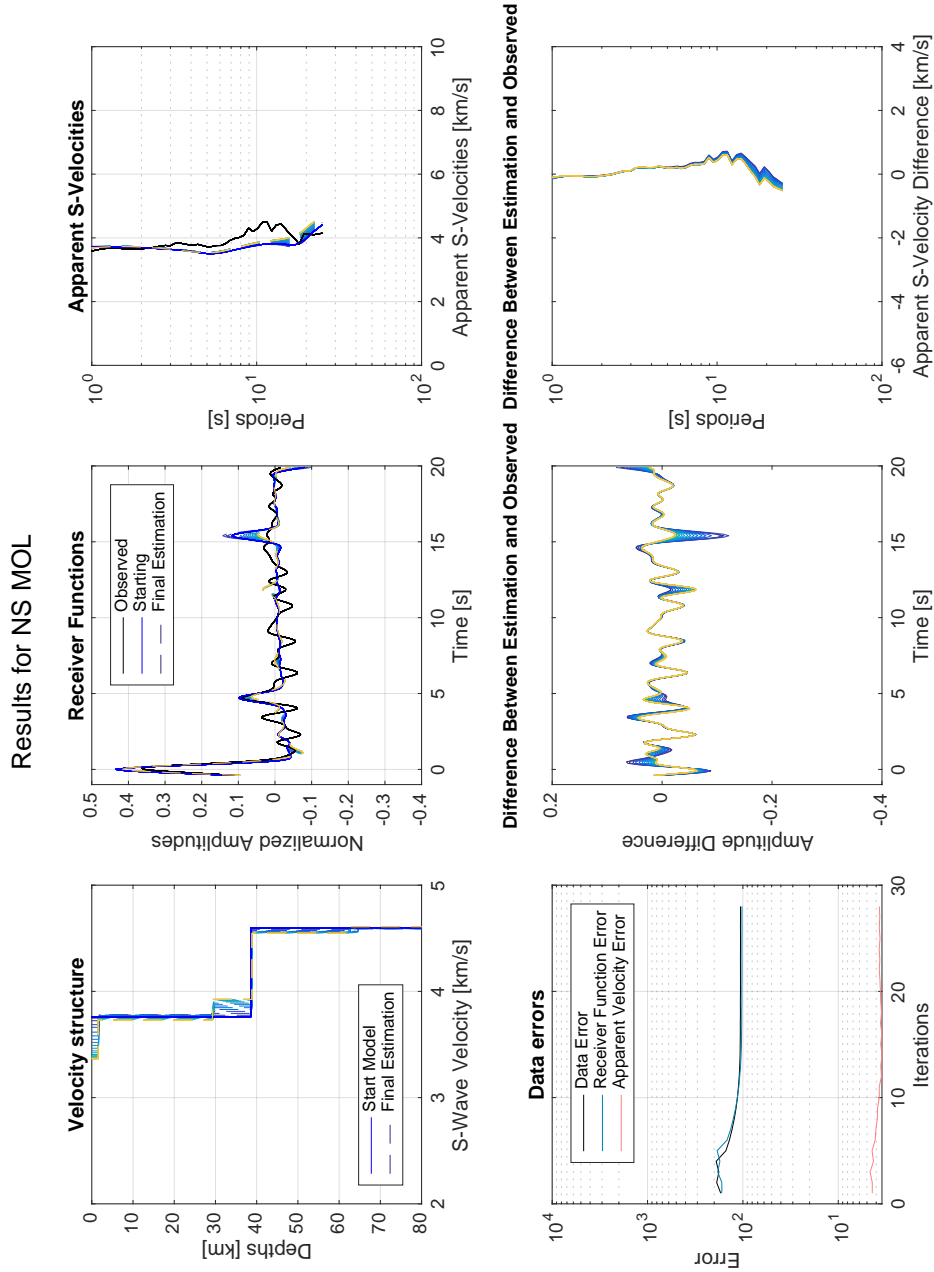 Results for NS MOL
Velocity structure
0
10
20
30
40
50
60
70
80
Depths [km]
2
3
4
5
S-Wave Velocity [km/s]
Start Model
Final Estimation
Receiver Functions
0.5
0.4
0.3
0.2
0.1
0
-0.1
-0.2
-0.3
-0.4
Normalized Amplitudes
0
5
10
15
20
Time [s]
Observed
Starting
Final Estimation
Apparent S-Velocities
10^0
10^1
10^2
Periods [s]
0
2
4
6
8
10
Apparent S-Velocities [km/s]
Data errors
10^4
10^3
10^2
10^1
Error
0
10
20
30
Iterations
Data Error
Receiver Function Error
Apparent Velocity Error
Difference Between Estimation and Observed
0.2
0
-0.2
-0.4
Amplitude Difference
0
5
10
15
20
Time [s]
Difference Between Estimation and Observed
10^0
10^1
10^2
Periods [s]
-6
-4
-2
0
2
4
Apparent S-Velocity Difference [km/s]